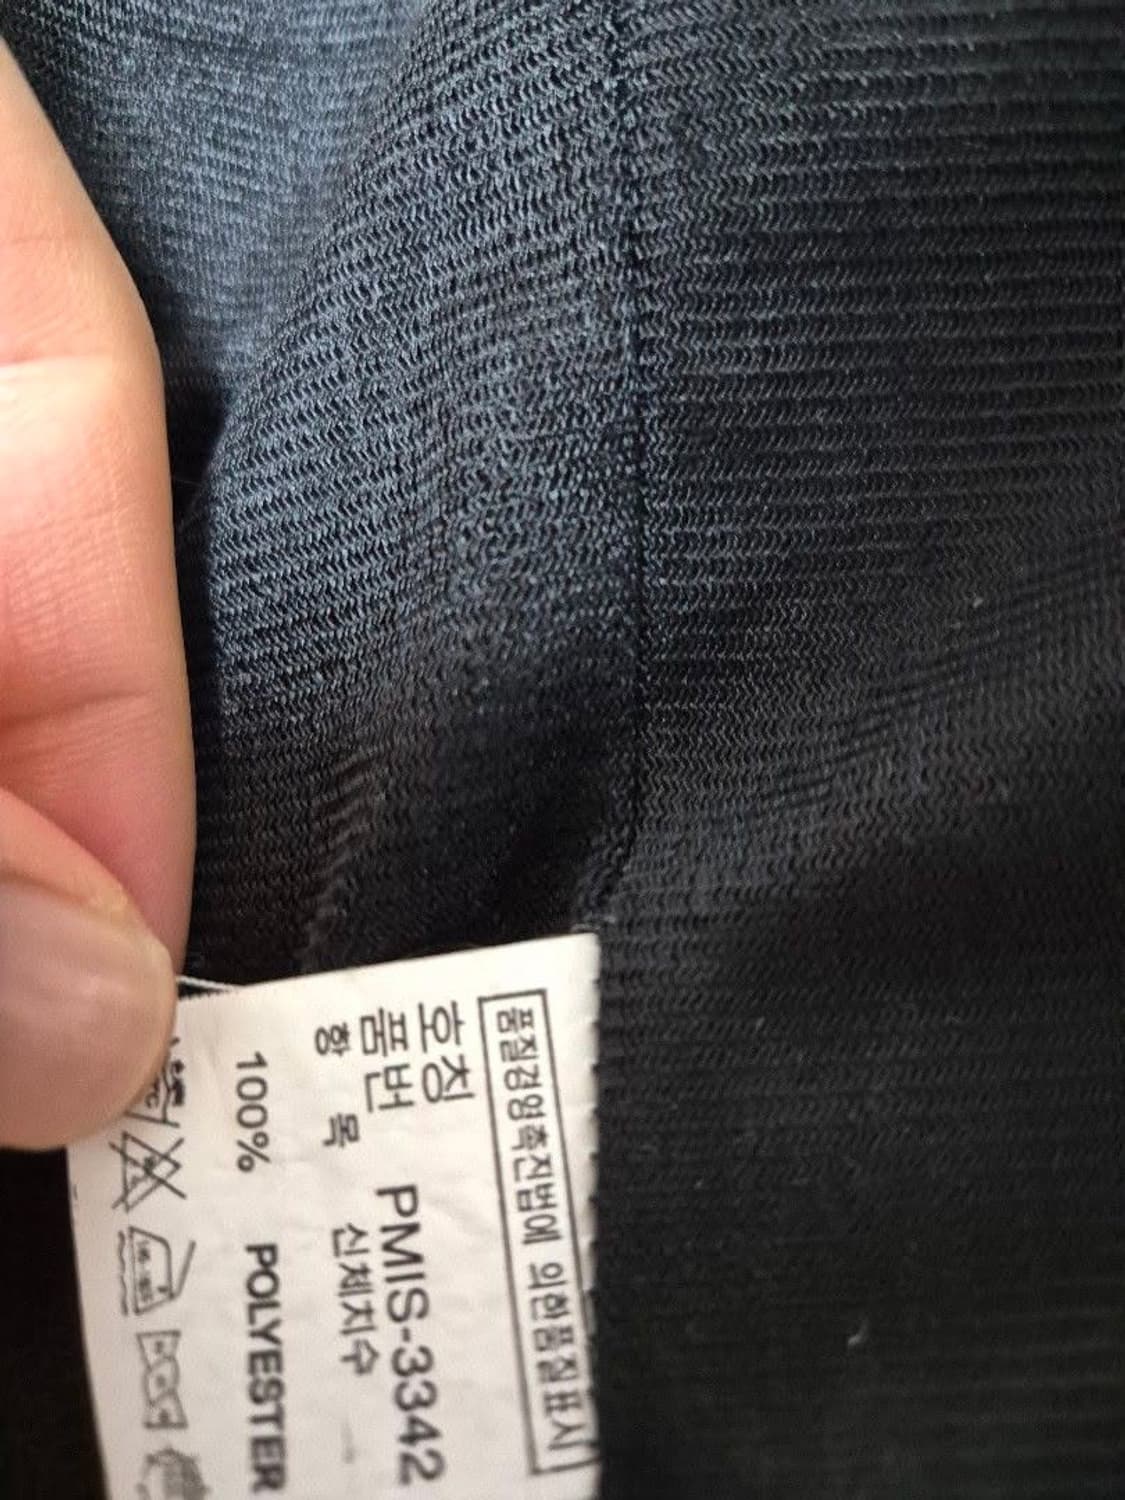 품질경영촉진법에 의한품질표시
호칭
품번 PMIS-3342
항 목 신체치수
100% POLYESTER